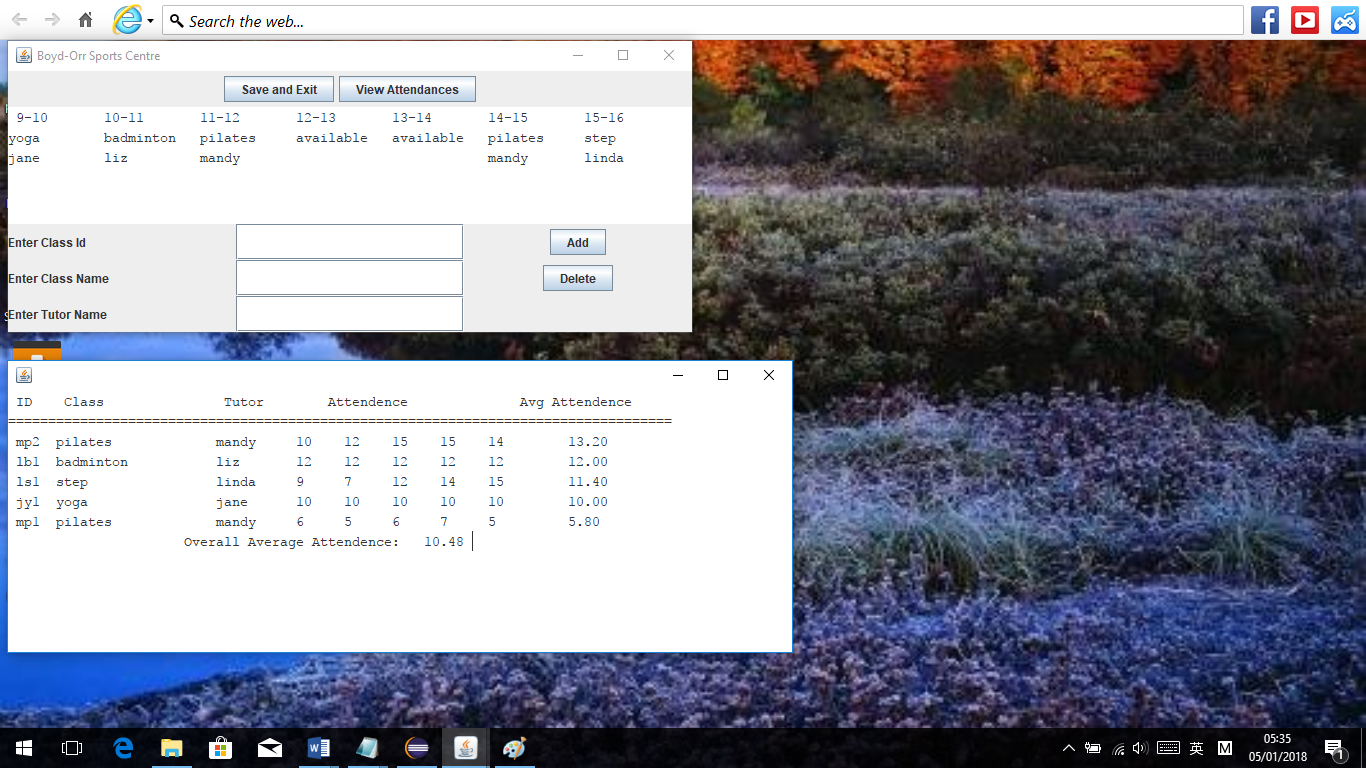 Search the web...
Boyd-Orr Sports Centre
Save and Exit View Attendances
9-10 10-11 11-12 12-13 13-14 14-15 15-16
yoga badminton pilates available available pilates step
jane liz mandy mandy linda
Enter Class Id Add
Enter Class Name Delete
Enter Tutor Name
ID Class Tutor Attendence Avg Attendence
===================================================================================
mp2 pilates mandy 10 12 15 15 14 13.20
lb1 badminton liz 12 12 12 12 12 12.00
ls1 step linda 9 7 12 14 15 11.40
jy1 yoga jane 10 10 10 10 10 10.00
mp1 pilates mandy 6 5 6 7 5 5.80
Overall Average Attendence: 10.48
英 M 05:35
05/01/2018 1